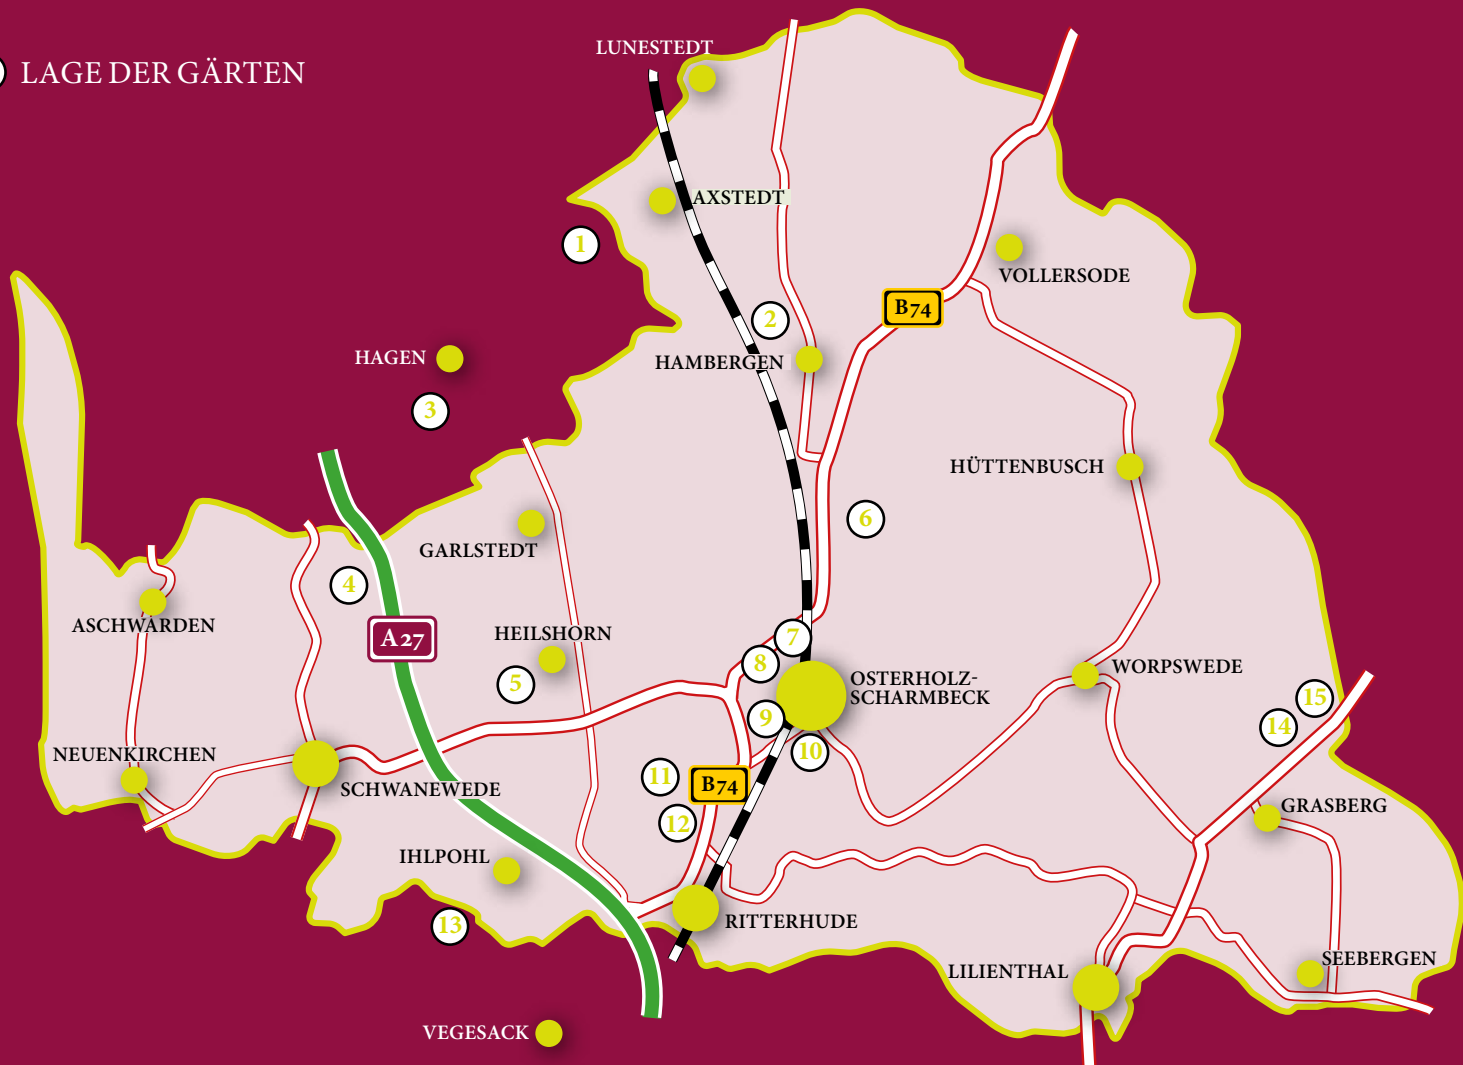 LUNESTEDT
LAGE DER GÄRTEN
AXSTEDT
1
VOLLERSODE
B74
2
HAGEN
HAMBERGEN
3
HÜTTENBUSCH
6
GARLSTEDT
4
ASCHWARDEN
A27
HEILSHORN
7
8
5
WORPSWEDE
OSTERHOLZ-
SCHARMBECK
15
9
14
NEUENKIRCHEN
10
11
B74
SCHWANEWEDE
GRASBERG
12
IHLPOHL
13
RITTERHUDE
SEEBERGEN
LILIENTHAL
VEGESACK